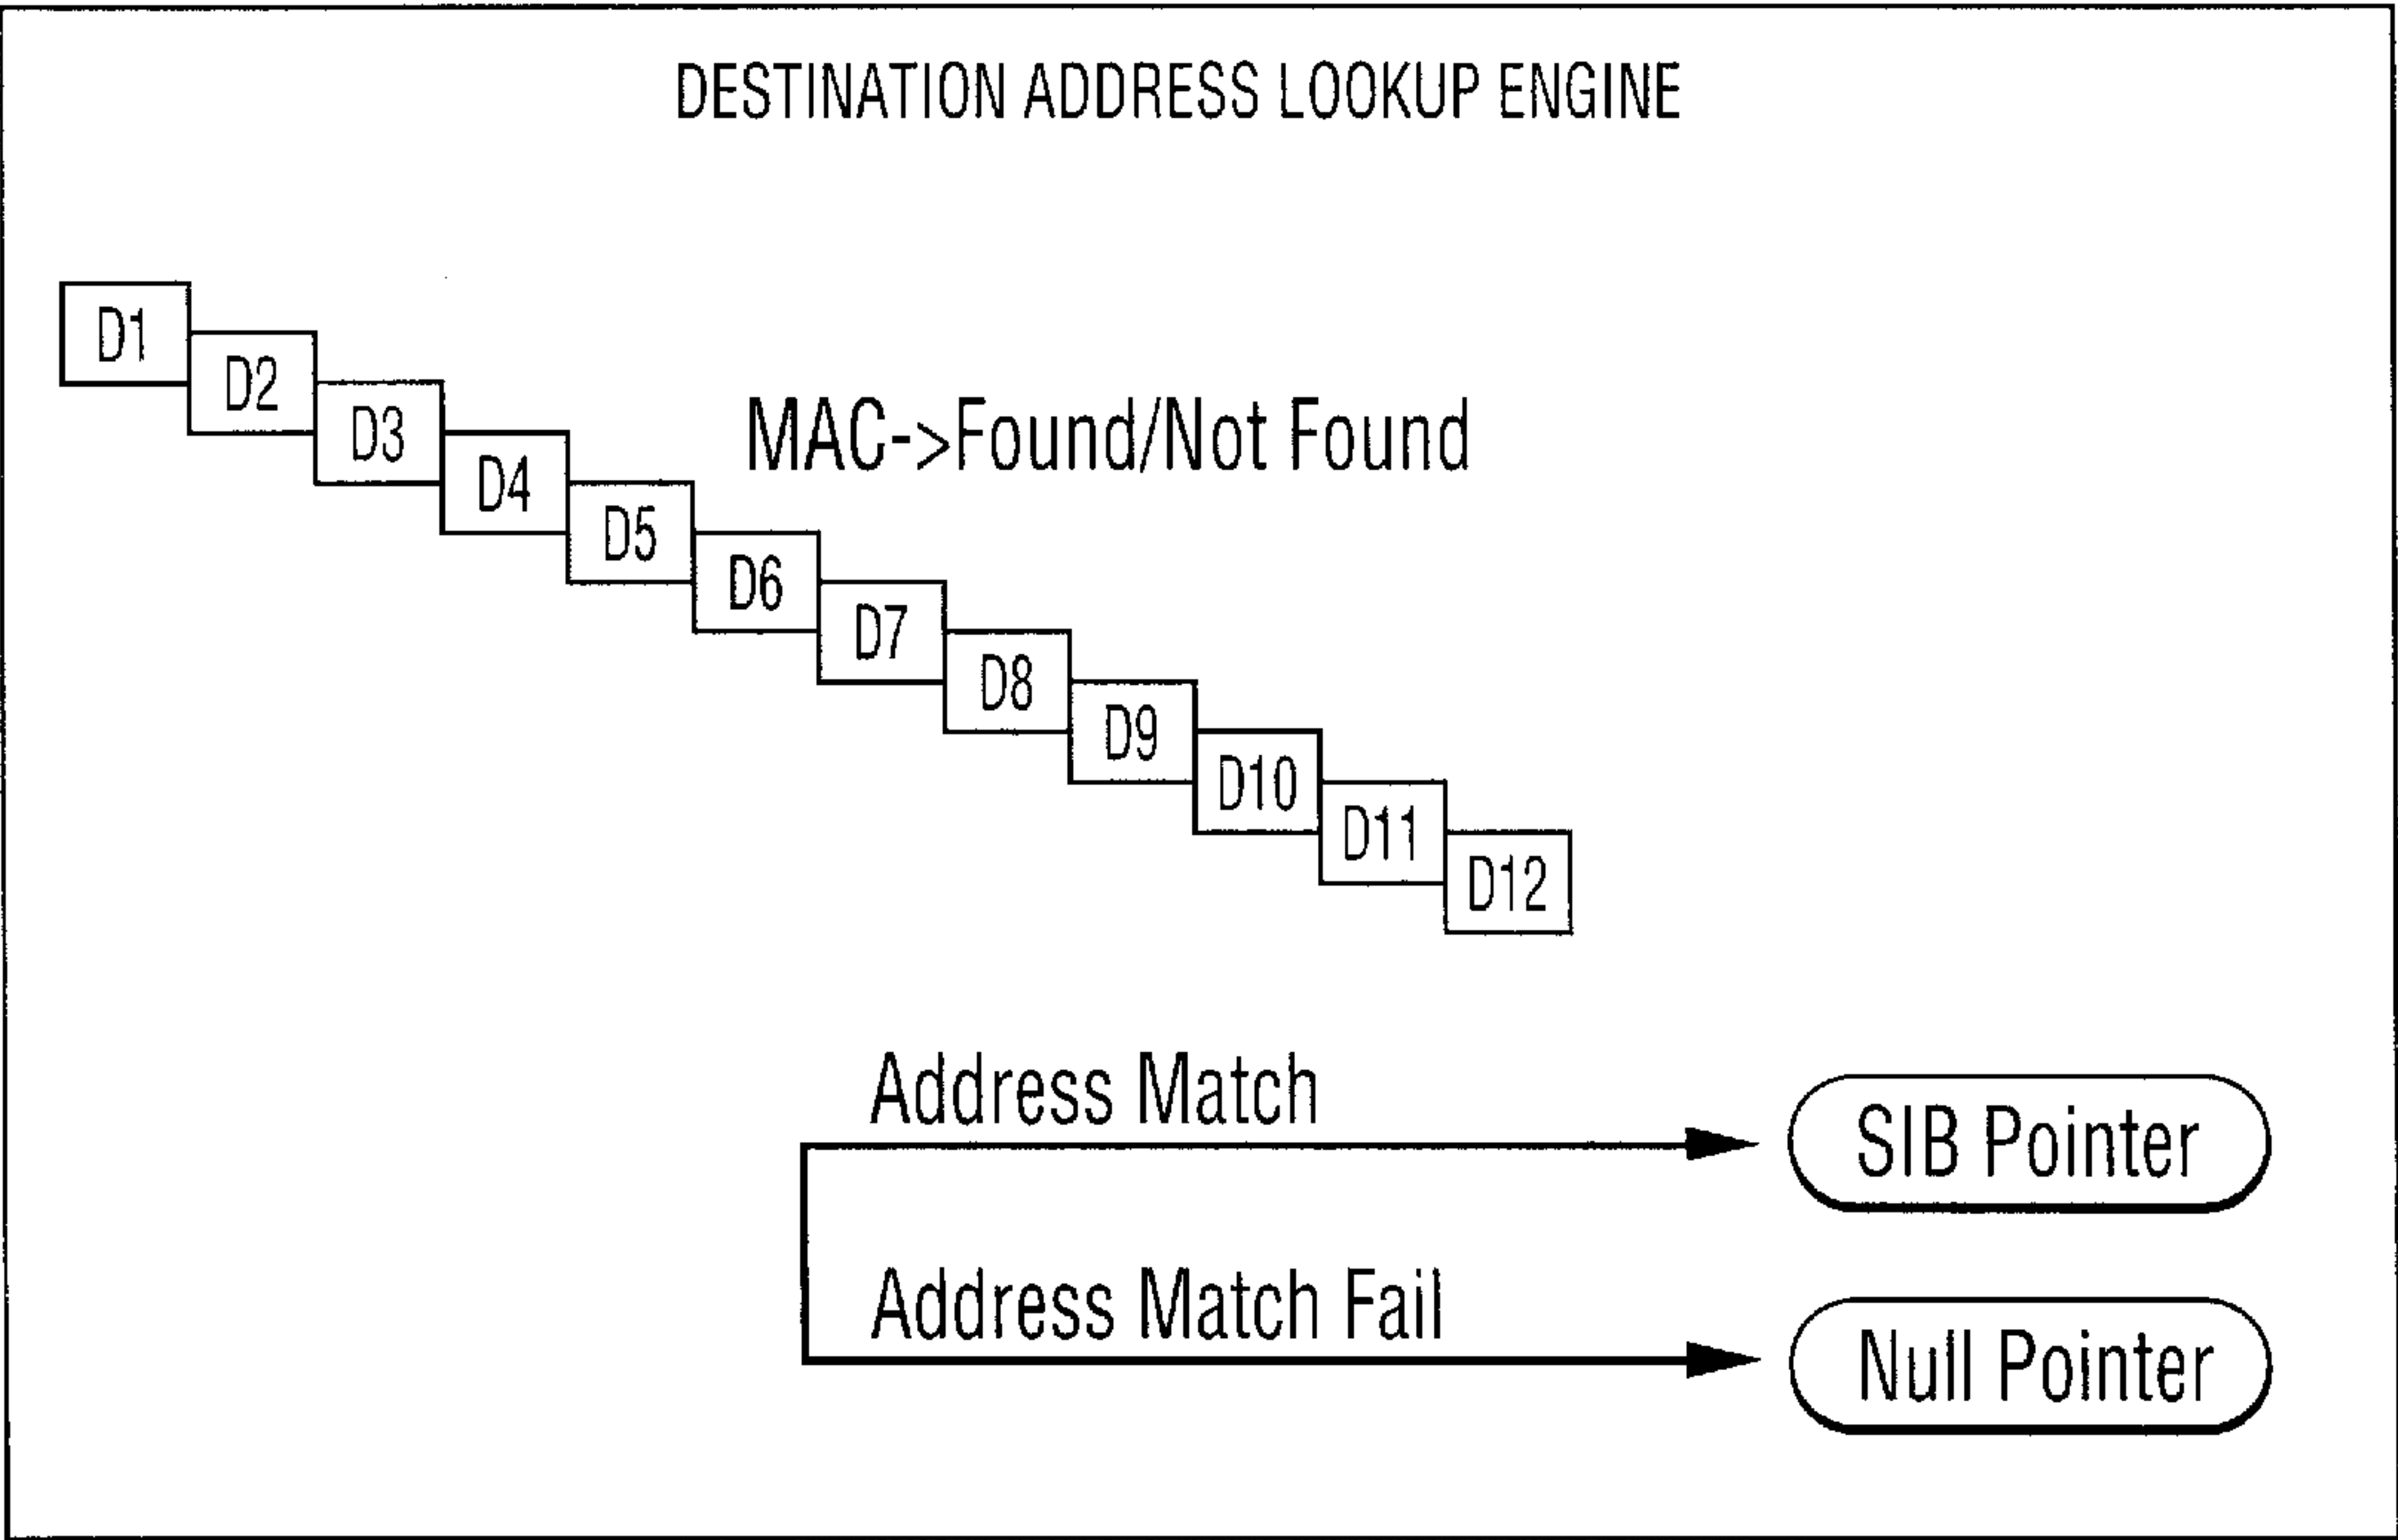 DESTINATION ADDRESS LOOKUP ENGINE
D1
D2
D3
MAC->Found/Not Found
D4
D5
D6
D7
D8
D9
D10
D11
D12
Address Match
SIB Pointer
Address Match Fail
Null Pointer